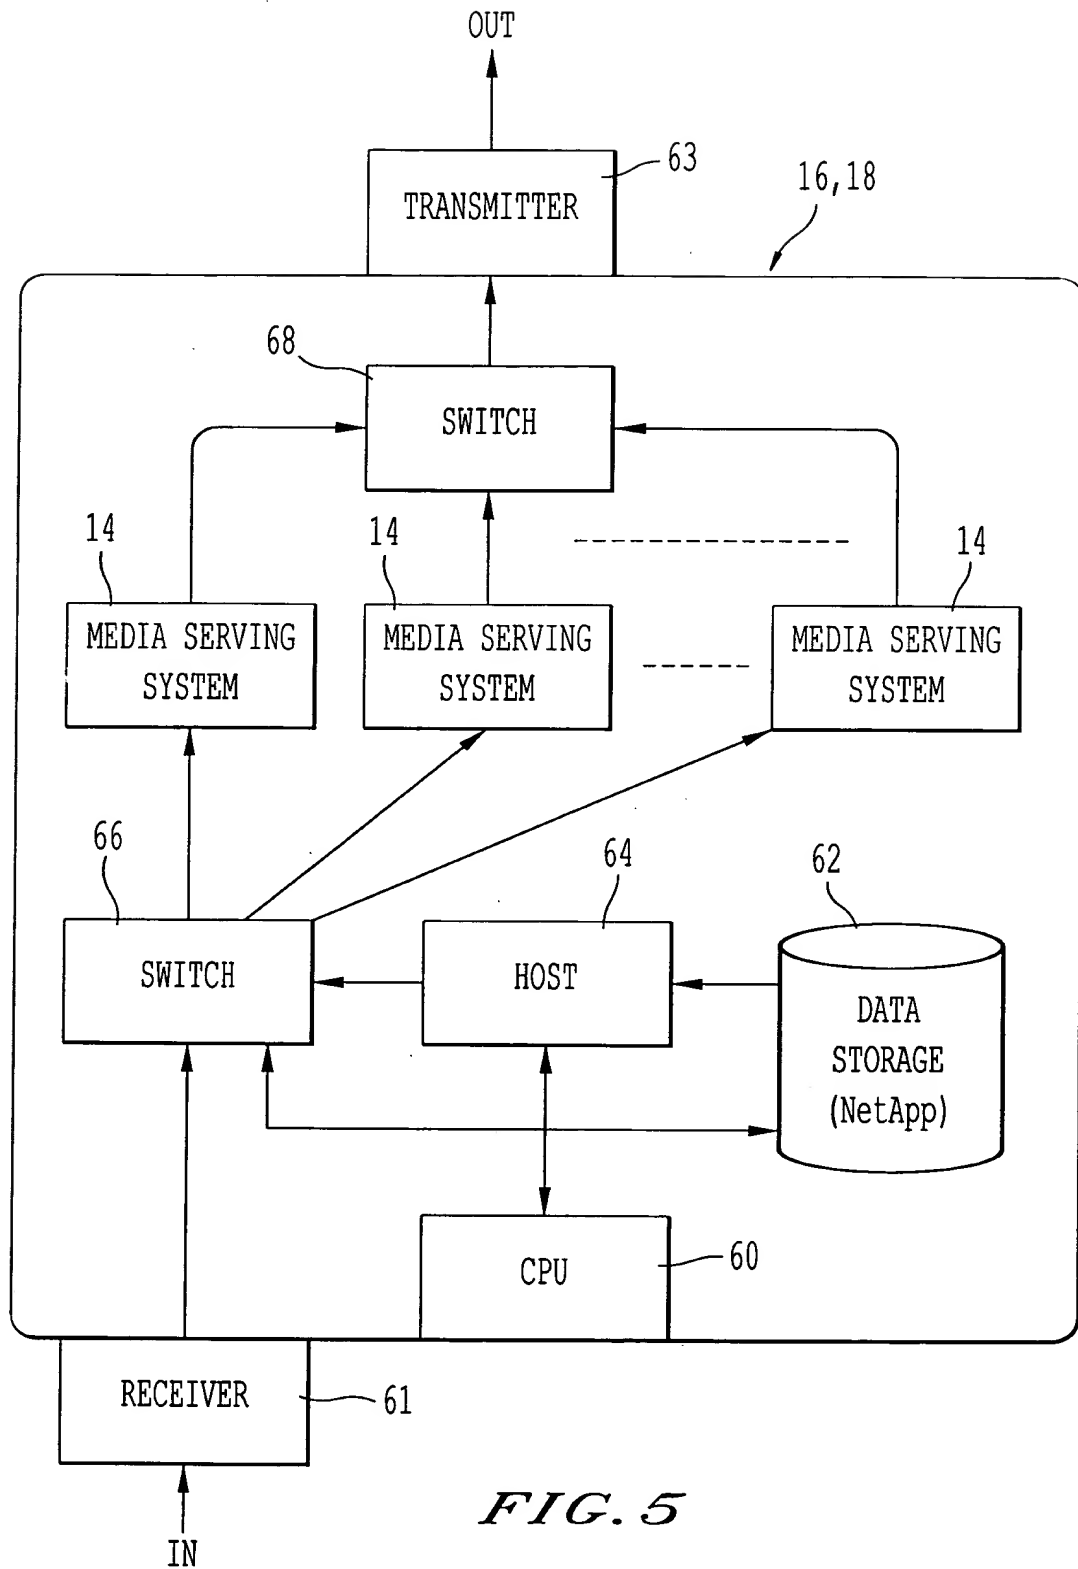 OUT
63
TRANSMITTER
16,18
68
SWITCH
14
14
14
MEDIA SERVING
SYSTEM
MEDIA SERVING
SYSTEM
MEDIA SERVING
SYSTEM
66
64
62
SWITCH
HOST
DATA
STORAGE
(NetApp)
CPU
60
RECEIVER
61
IN
FIG. 5